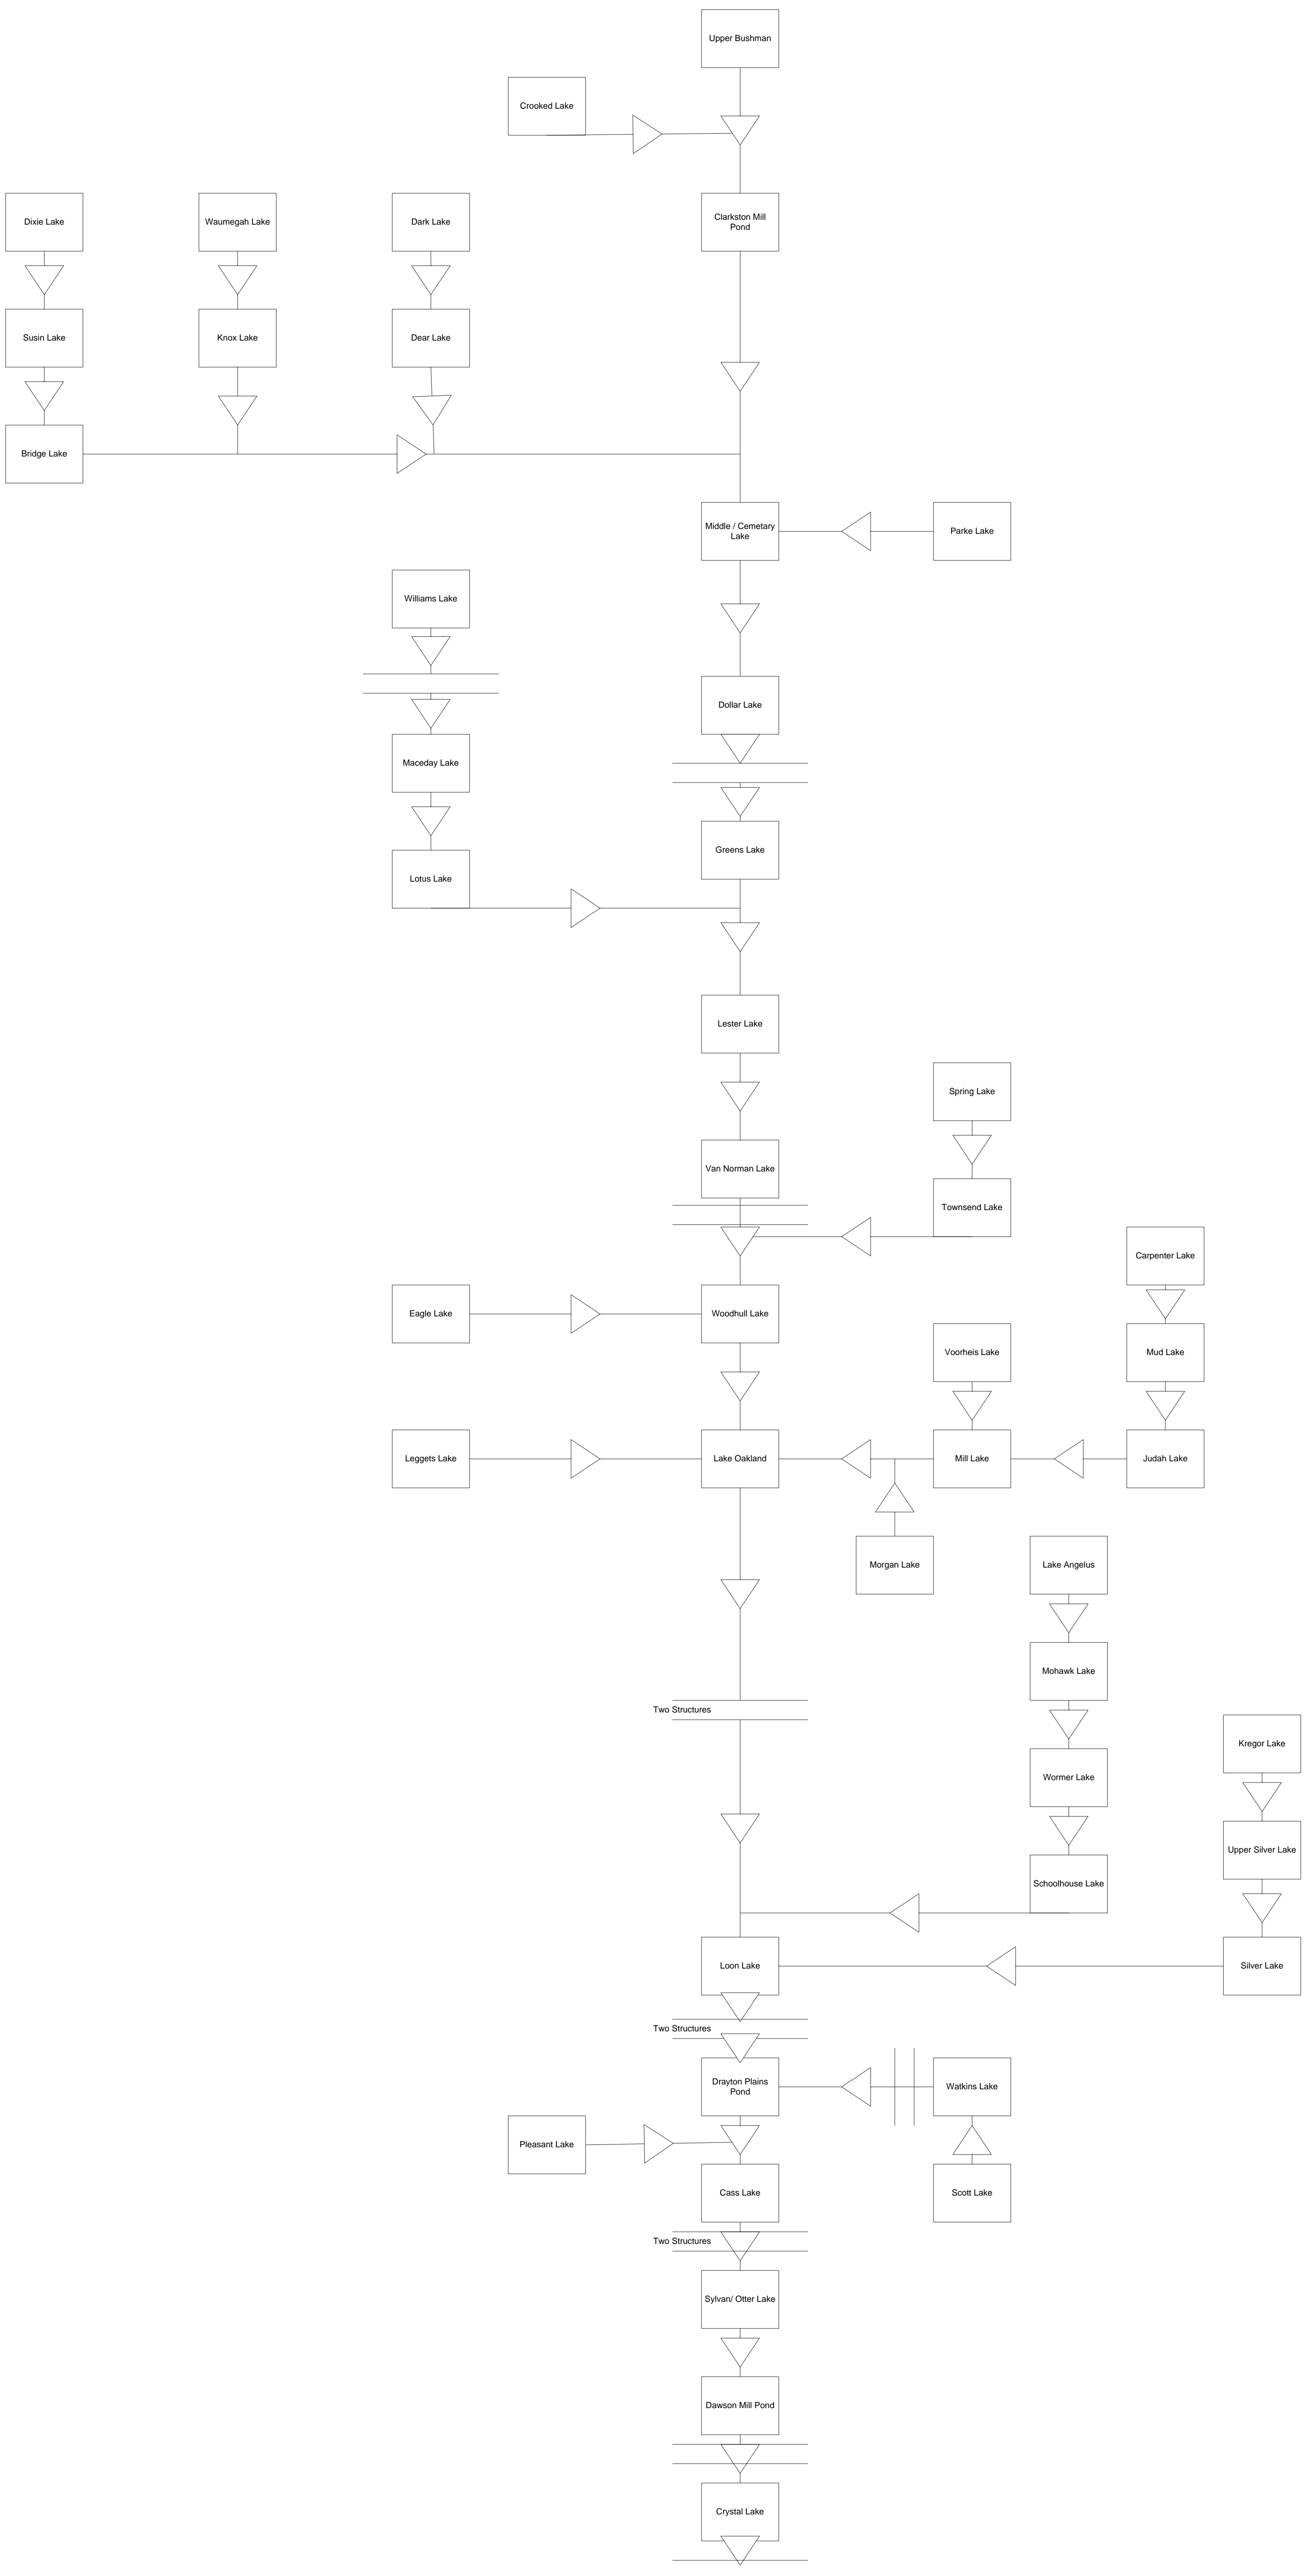 Upper Bushman
Crooked Lake
Dixie Lake
Waumegah Lake
Dark Lake
Clarkston Mill
Pond
Susin Lake
Knox Lake
Dear Lake
Bridge Lake
Middle / Cemetary
Lake
Parke Lake
Williams Lake
Dollar Lake
Maceday Lake
Greens Lake
Lotus Lake
Lester Lake
Spring Lake
Van Norman Lake
Townsend Lake
Carpenter Lake
Eagle Lake
Woodhull Lake
Voorheis Lake
Mud Lake
Leggets Lake
Lake Oakland
Mill Lake
Judah Lake
Morgan Lake
Lake Angelus
Mohawk Lake
Two Structures
Kregor Lake
Wormer Lake
Upper Silver Lake
Schoolhouse Lake
Loon Lake
Silver Lake
Two Structures
Drayton Plains
Pond
Watkins Lake
Pleasant Lake
Cass Lake
Scott Lake
Two Structures
Sylvan/ Otter Lake
Dawson Mill Pond
Crystal Lake